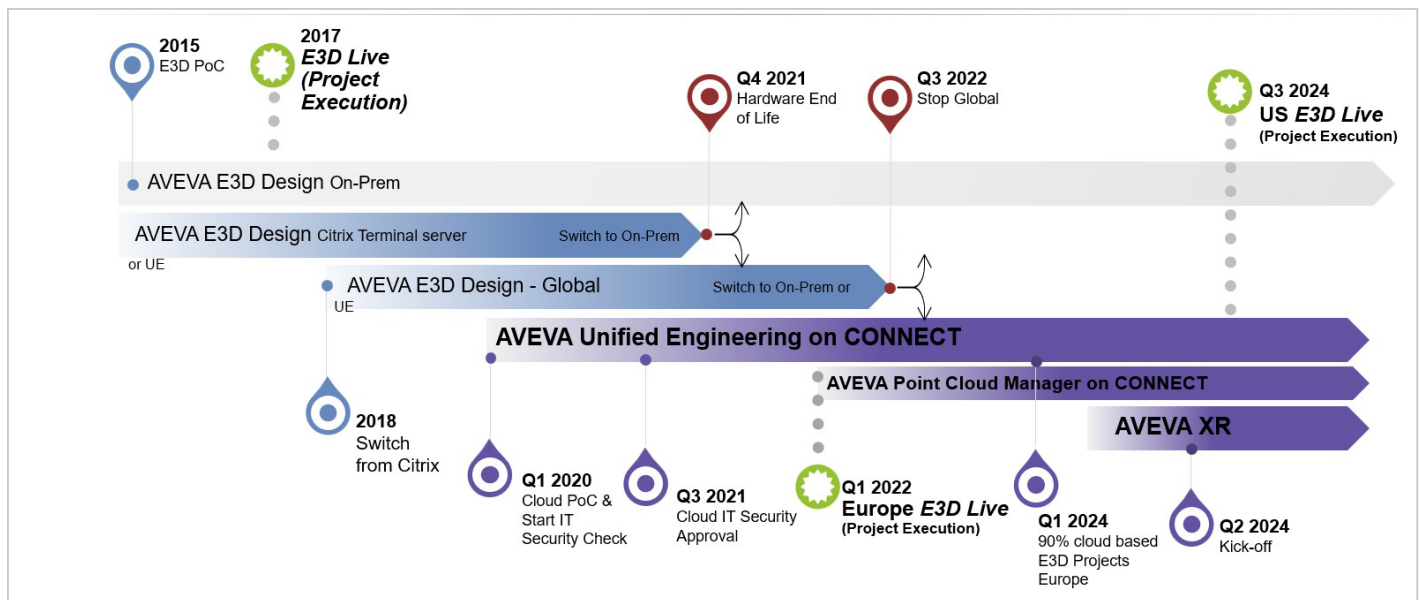 2015
E3D PoC
2017
E3D Live
(Project
Execution)
Q4 2021
Hardware End
of Life
Q3 2022
Stop Global
Q3 2024
US E3D Live
(Project Execution)
AVEVA E3D Design On-Prem
AVEVA E3D Design Citrix Terminal server
Switch to On-Prem
or UE
AVEVA E3D Design - Global
Switch to On-Prem or
UE
AVEVA Unified Engineering on CONNECT
AVEVA Point Cloud Manager on CONNECT
AVEVA XR
2018
Switch
from Citrix
Q1 2020
Cloud PoC &
Start IT
Security Check
Q3 2021
Cloud IT Security
Approval
Q1 2022
Europe E3D Live
(Project Execution)
Q1 2024
90% cloud based
E3D Projects
Europe
Q2 2024
Kick-off